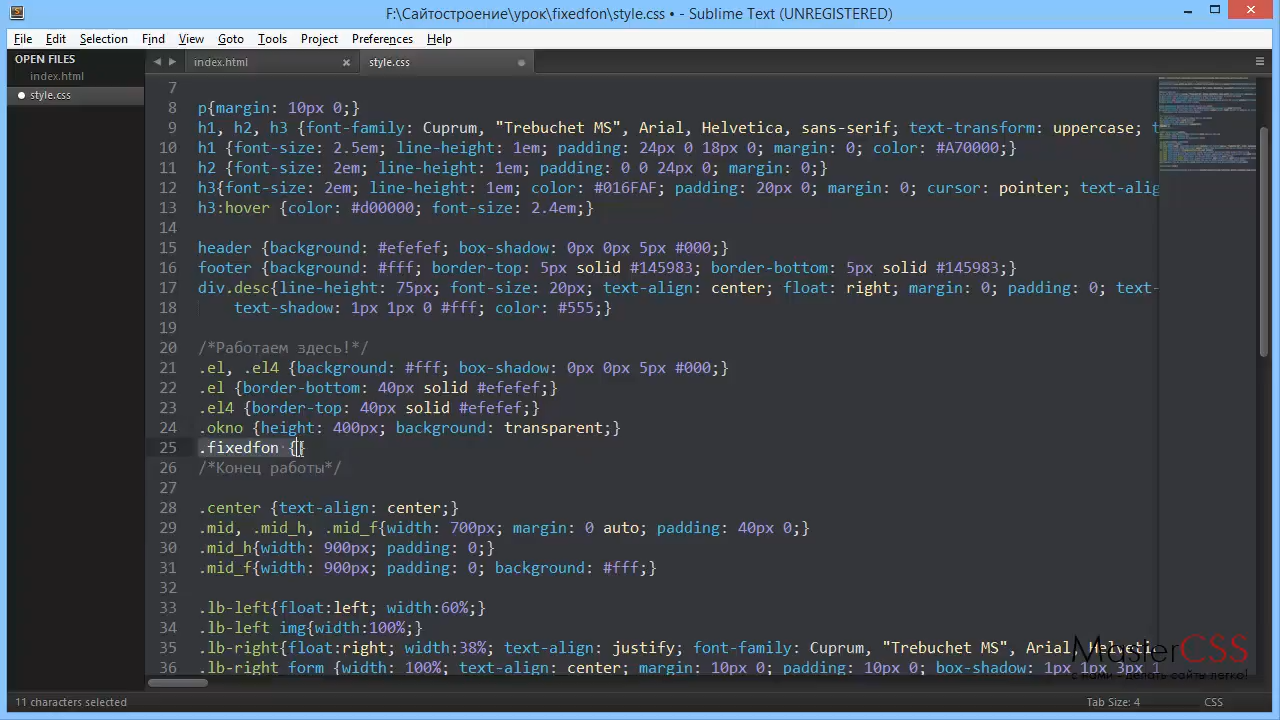 F:\Сайтостроение\урок\fixedfon\style.css • - Sublime Text (UNREGISTERED)
File Edit Selection Find View Goto Tools Project Preferences Help
OPEN FILES
index.html
style.css
index.html
style.css
7
8 p{margin: 10px 0;}
9 h1, h2, h3 {font-family: Cuprum, "Trebuchet MS", Arial, Helvetica, sans-serif; text-transform: uppercase; t
10 h1 {font-size: 2.5em; line-height: 1em; padding: 24px 0 18px 0; margin: 0; color: #A70000;}
11 h2 {font-size: 2em; line-height: 1em; padding: 0 0 24px 0; margin: 0;}
12 h3{font-size: 2em; line-height: 1em; color: #016FAF; padding: 20px 0; margin: 0; cursor: pointer; text-alig
13 h3:hover {color: #d00000; font-size: 2.4em;}
14
15 header {background: #efefef; box-shadow: 0px 0px 5px #000;}
16 footer {background: #fff; border-top: 5px solid #145983; border-bottom: 5px solid #145983;}
17 div.desc{line-height: 75px; font-size: 20px; text-align: center; float: right; margin: 0; padding: 0; text-
18 text-shadow: 1px 1px 0 #fff; color: #555;}
19
20 /*Работаем здесь!*/
21 .el, .el4 {background: #fff; box-shadow: 0px 0px 5px #000;}
22 .el {border-bottom: 40px solid #efefef;}
23 .el4 {border-top: 40px solid #efefef;}
24 .okno {height: 400px; background: transparent;}
25 .fixedfon {}
26 /*Конец работы*/
27
28 .center {text-align: center;}
29 .mid, .mid_h, .mid_f{width: 700px; margin: 0 auto; padding: 40px 0;}
30 .mid_h{width: 900px; padding: 0;}
31 .mid_f{width: 900px; padding: 0; background: #fff;}
32
33 .lb-left{float:left; width:60%;}
34 .lb-left img{width:100%;}
35 .lb-right{float:right; width:38%; text-align: justify; font-family: Cuprum, "Trebuchet MS", Arial, Helvetic
36 .lb-right form {width: 100%; text-align: center; margin: 10px 0; padding: 10px 0; box-shadow: 1px 1px 3px 1
MasterCSS
с нами - делать сайты легко!
11 characters selected
Tab Size: 4
CSS